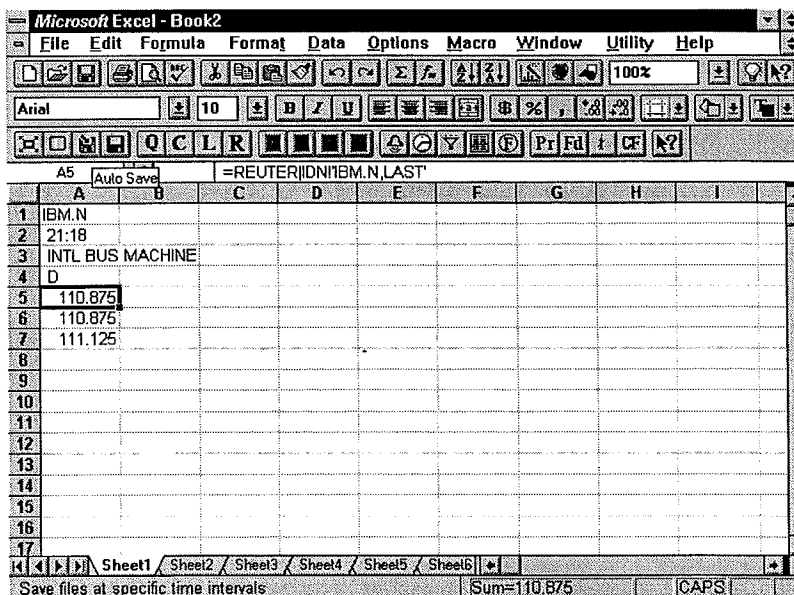 Microsoft Excel - Book2
File Edit Formula Format Data Options Macro Window Utility Help
100%
Arial 10 B I U $ % ,
Q C L R Pr Fd CF
A5 =REUTER|IDN!'IBM.N,LAST'
Auto Save
A B C D E F G H I
1 IBM.N
2 21:18
3 INTL BUS MACHINE
4 D
5 110.875
6 110.875
7 111.125
8
9
10
11
12
13
14
15
16
17
Sheet1 Sheet2 Sheet3 Sheet4 Sheet5 Sheet6
Save files at specific time intervals Sum=110.875 CAPS